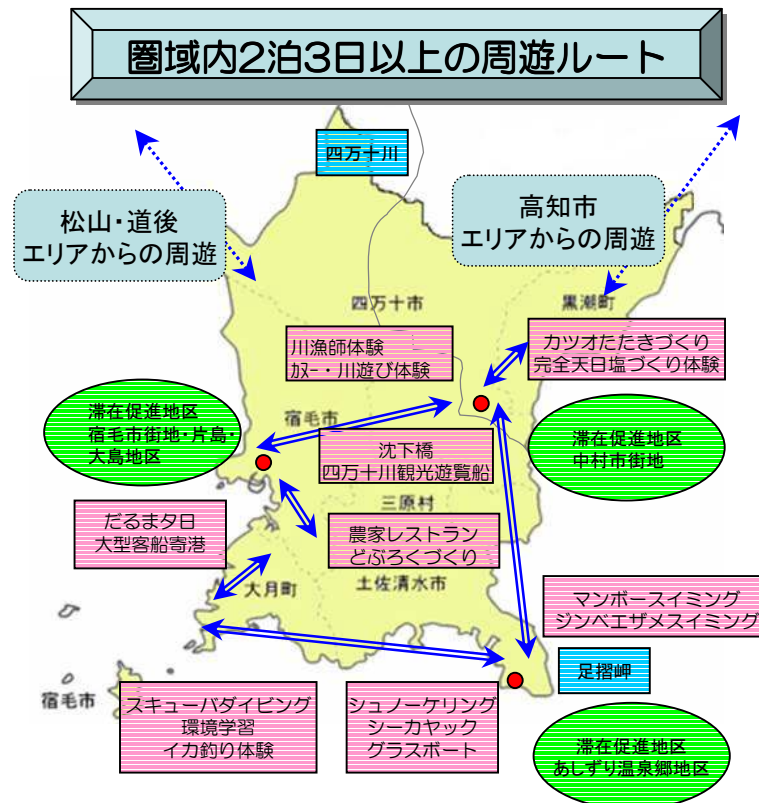 圏域内2泊3日以上の周遊ルート
四万十川
松山・道後
エリアからの周遊
高知市
エリアからの周遊
四万十市
黒潮町
川漁師体験
カヌー・川遊び体験
カツオたたきづくり
完全天日塩づくり体験
滞在促進地区
宿毛市街地・片島・
大島地区
宿毛市
滞在促進地区
中村市街地
沈下橋
四万十川観光遊覧船
三原村
だるま夕日
大型客船寄港
農家レストラン
どぶろくづくり
大月町
土佐清水市
マンボースイミング
ジンベエザメスイミング
足摺岬
宿毛市
スキューバダイビング
環境学習
イカ釣り体験
シュノーケリング
シーカヤック
グラスボート
滞在促進地区
あしずり温泉郷地区